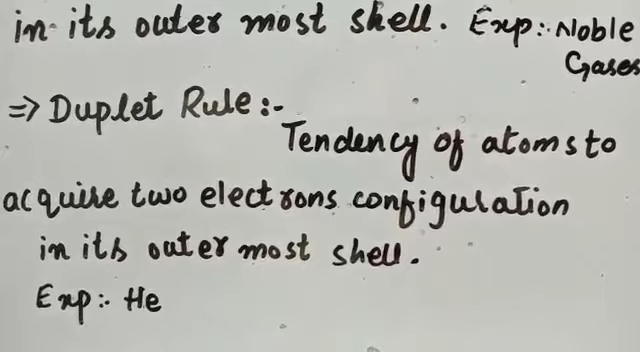 in its outer most shell. Exp:. Noble
Gases
=> Duplet Rule:-
Tendency of atoms to
acquire two electrons configuration
in its outer most shell.
Exp:. He